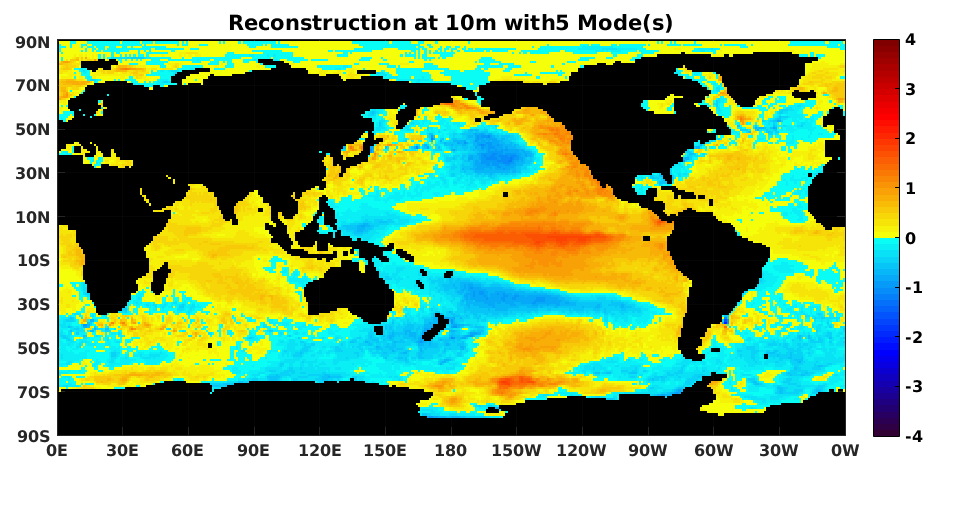 Reconstruction at 10m with5 Mode(s)
90N
70N
50N
30N
10N
10S
30S
50S
70S
90S
0E 30E 60E 90E 120E 150E 180 150W 120W 90W 60W 30W 0W
4
3
2
1
0
-1
-2
-3
-4